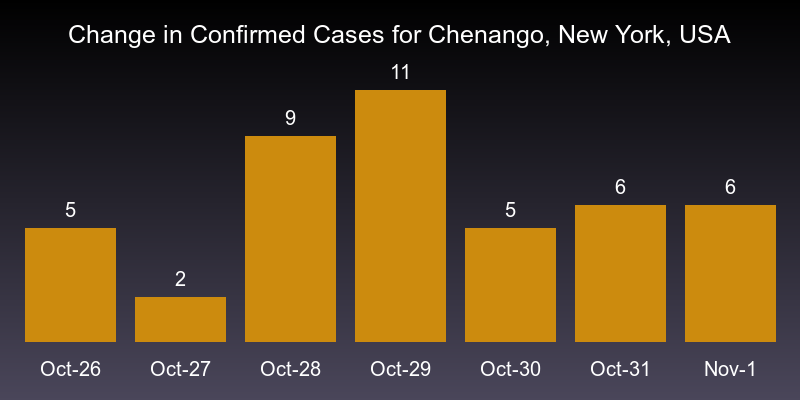 Change in Confirmed Cases for Chenango, New York, USA
11
9
6
6
5
5
2
Oct-26
Oct-27
Oct-28
Oct-29
Oct-30
Oct-31
Nov-1